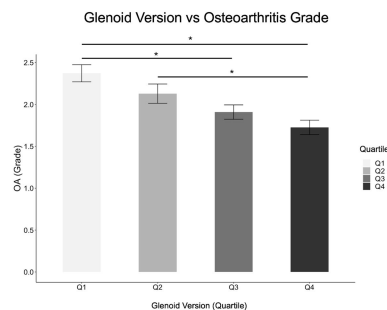 Glenoid Version vs Osteoarthritis Grade
*
*
*
2.5
2.0
1.5
1.0
0.5
0.0
OA (Grade)
Q1 Q2 Q3 Q4
Glenoid Version (Quartile)
Quartile
Q1
Q2
Q3
Q4